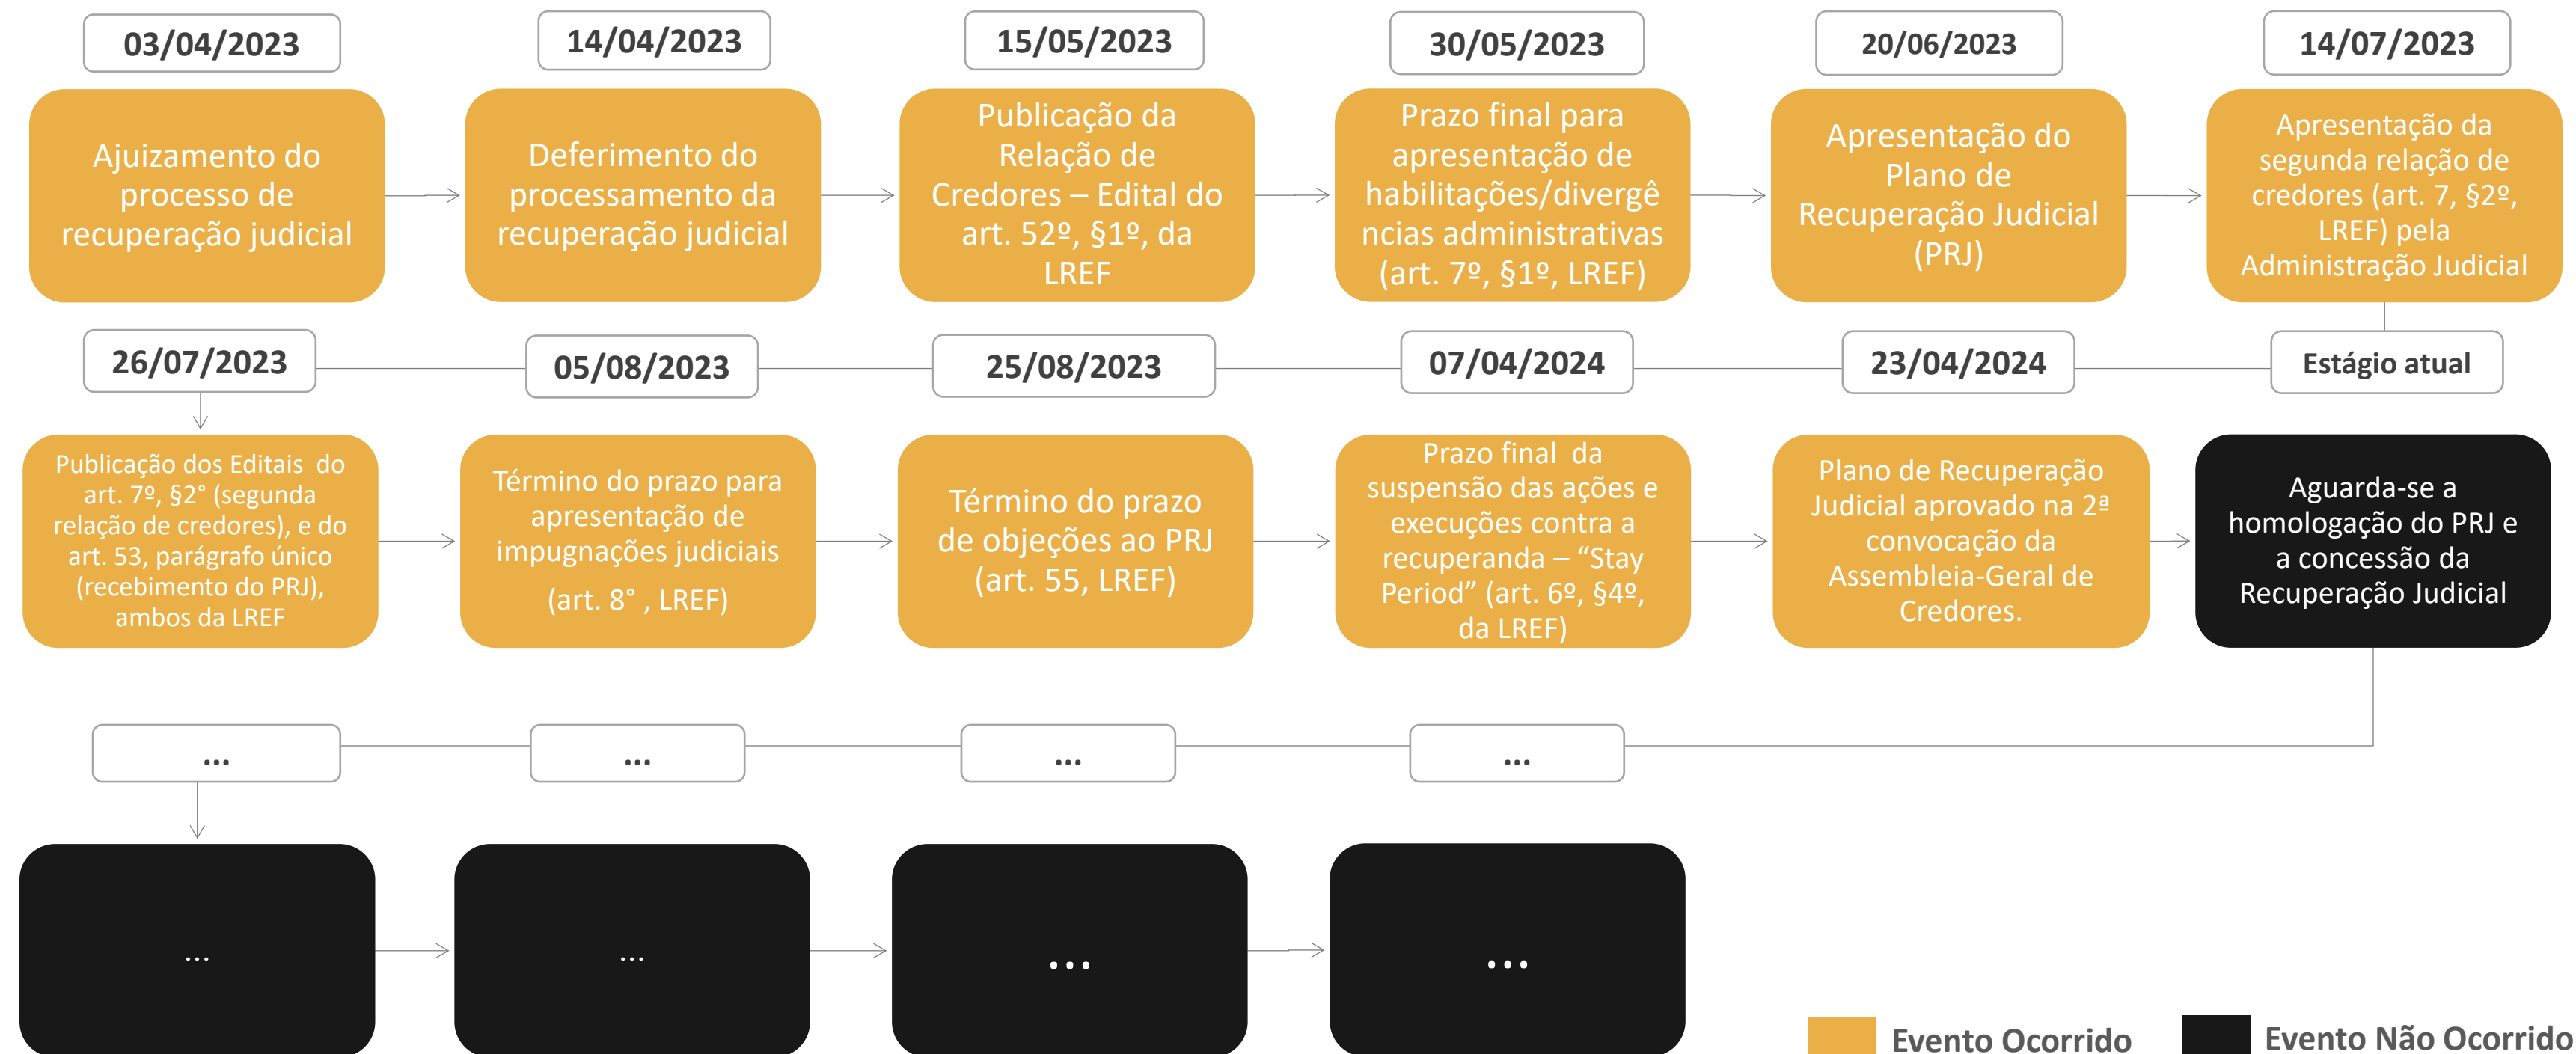 03/04/2023
14/04/2023
15/05/2023
30/05/2023
20/06/2023
14/07/2023
Ajuizamento do
processo de
recuperação judicial
Deferimento do
processamento da
recuperação judicial
Publicação da
Relação de
Credores – Edital do
art. 52º, §1º, da
LREF
Prazo final para
apresentação de
habilitações/divergê
ncias administrativas
(art. 7º, §1º, LREF)
Apresentação do
Plano de
Recuperação Judicial
(PRJ)
Apresentação da
segunda relação de
credores (art. 7, §2º,
LREF) pela
Administração Judicial
26/07/2023
05/08/2023
25/08/2023
07/04/2024
23/04/2024
Estágio atual
Publicação dos Editais do
art. 7º, §2° (segunda
relação de credores), e do
art. 53, parágrafo único
(recebimento do PRJ),
ambos da LREF
Término do prazo para
apresentação de
impugnações judiciais
(art. 8° , LREF)
Término do prazo
de objeções ao PRJ
(art. 55, LREF)
Prazo final da
suspensão das ações e
execuções contra a
recuperanda – “Stay
Period” (art. 6º, §4º,
da LREF)
Plano de Recuperação
Judicial aprovado na 2ª
convocação da
Assembleia-Geral de
Credores.
Aguarda-se a
homologação do PRJ e
a concessão da
Recuperação Judicial
...
...
...
...
...
...
...
...
Evento Ocorrido
Evento Não Ocorrido